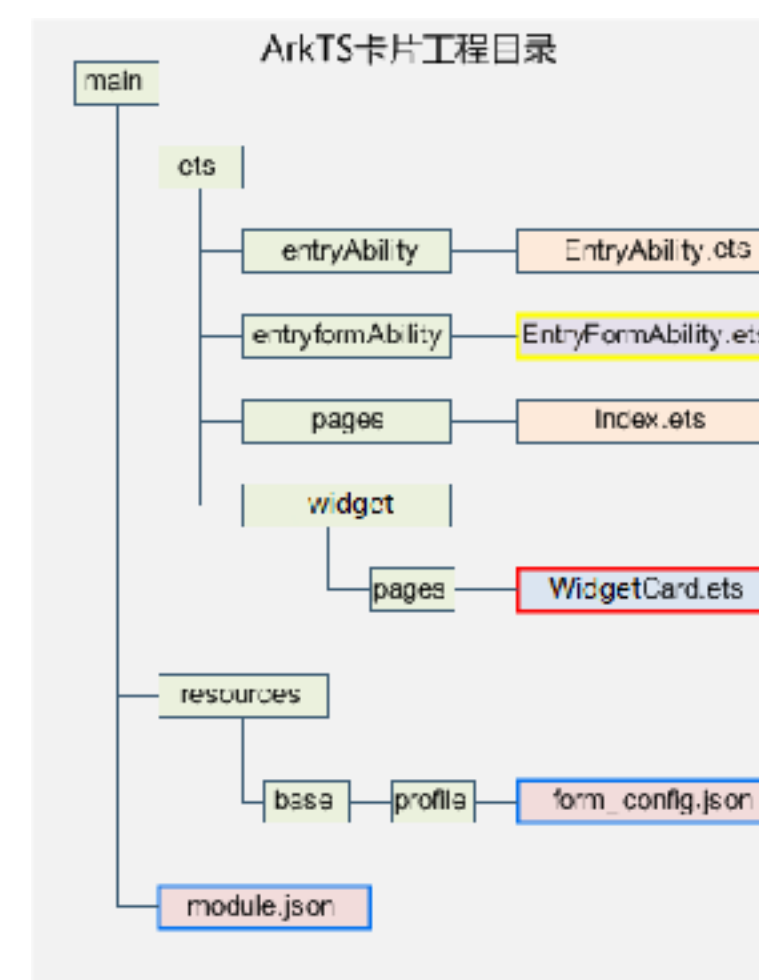 ArkTS卡片工程目录
main
ets
entryAbility
EntryAbility.ets
entryformAbility
EntryFormAbility.ets
pages
Index.ets
widget
pages
WidgetCard.ets
resources
base
profile
form_config.json
module.json